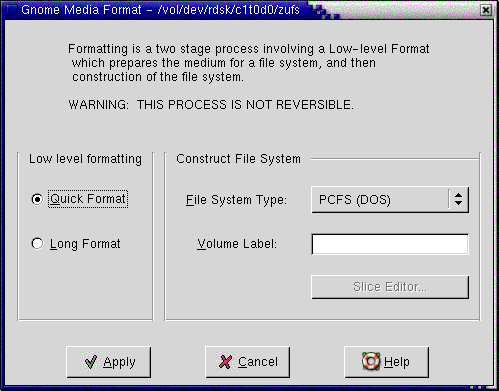 Gnome Media Format - /vol/dev/rdsk/c1t0d0/zufs
Formatting is a two stage process involving a Low-level Format
which prepares the medium for a file system, and then
construction of the file system.
WARNING: THIS PROCESS IS NOT REVERSIBLE.
Low level formatting
Quick Format
Long Format
Construct File System
File System Type: PCFS (DOS)
Volume Label:
Slice Editor...
Apply Cancel Help